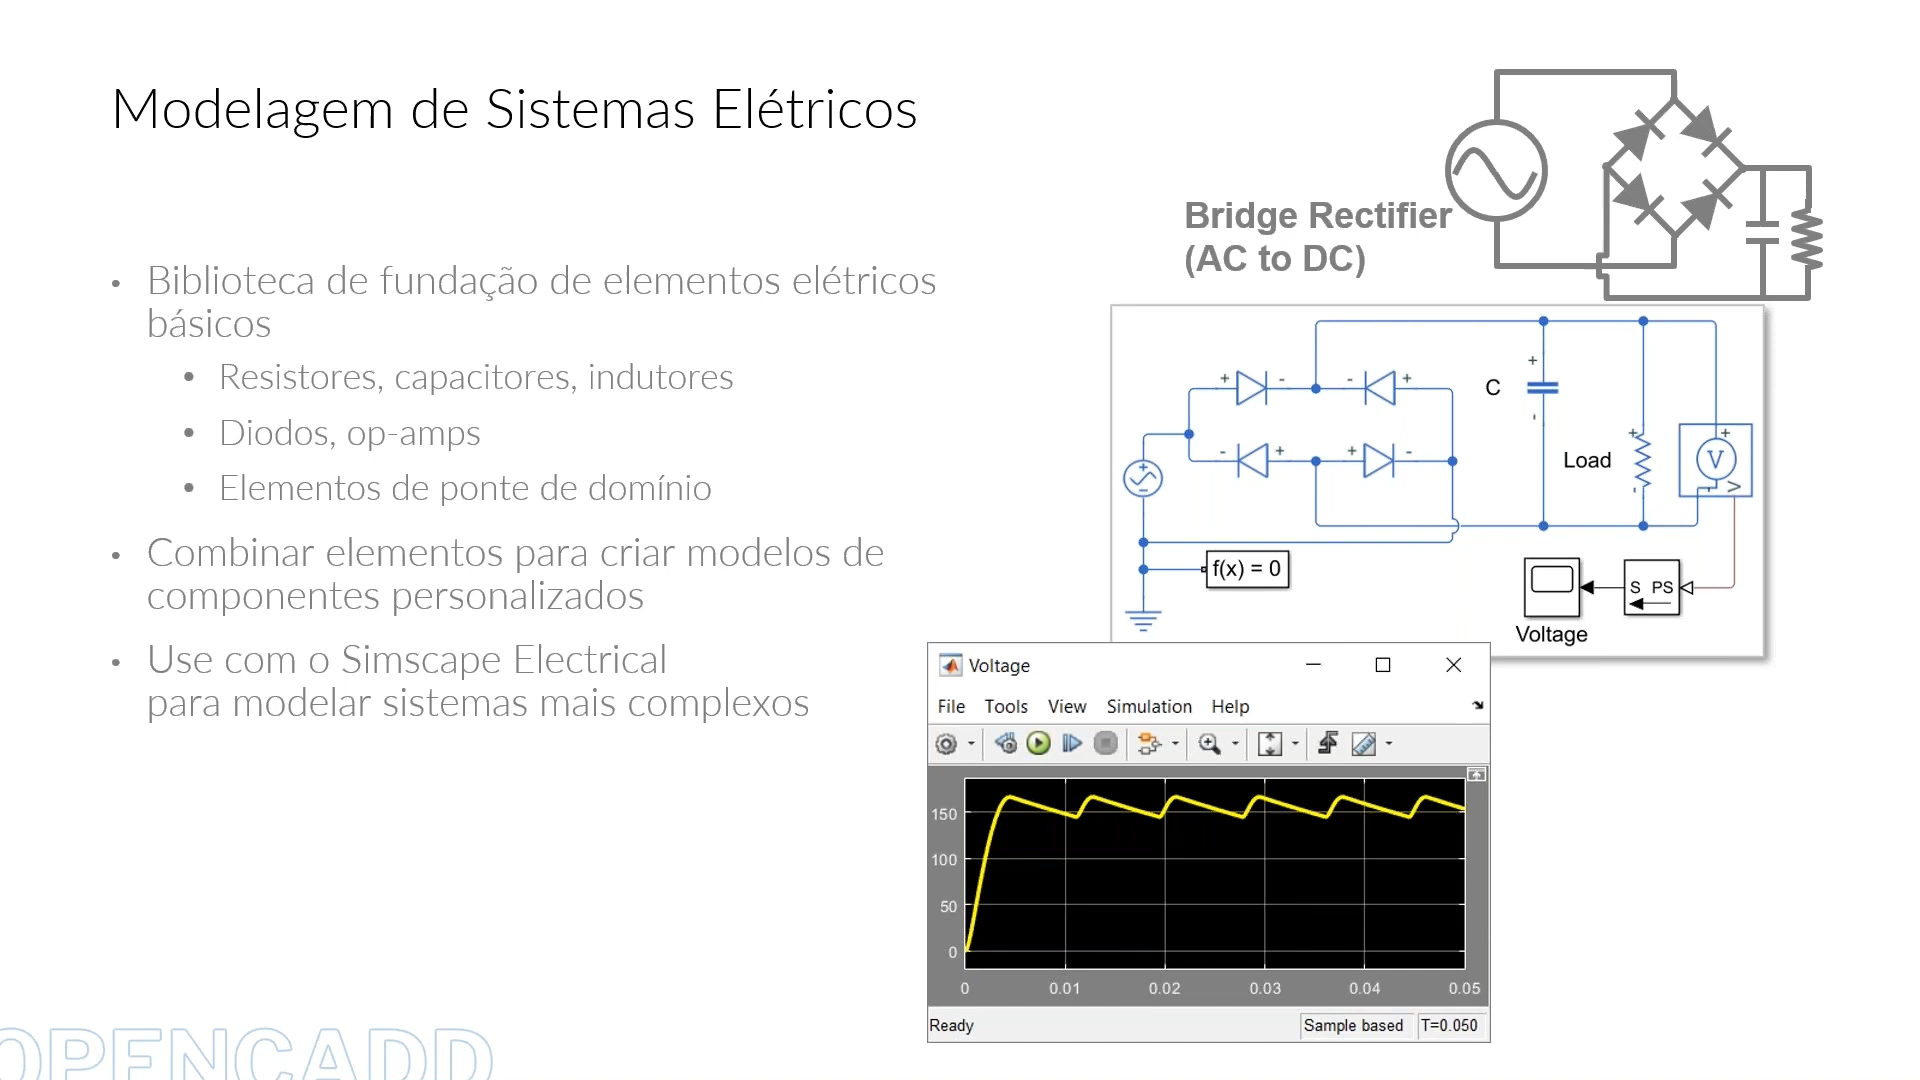 Modelagem de Sistemas Elétricos
Bridge Rectifier
(AC to DC)
• Biblioteca de fundação de elementos elétricos
básicos
• Resistores, capacitores, indutores
• Diodos, op-amps
• Elementos de ponte de domínio
• Combinar elementos para criar modelos de
componentes personalizados
• Use com o Simscape Electrical
para modelar sistemas mais complexos
+ - - +
C
+
-
- + + -
Load
+
-
+
V
-
V
+
-
f(x) = 0
S PS
Voltage
Voltage
File Tools View Simulation Help
150
100
50
0
0 0.01 0.02 0.03 0.04 0.05
Ready Sample based T=0.050
OPENCADD